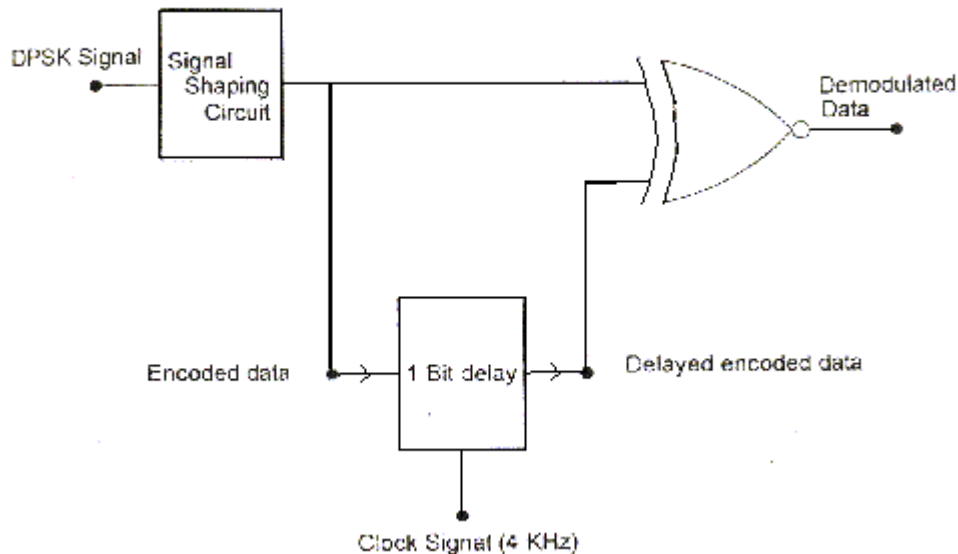 DPSK Signal
Signal
Shaping
Circuit
Demodulated
Data
Encoded data
1 Bit delay
Delayed encoded data
Clock Signal (4 KHz)